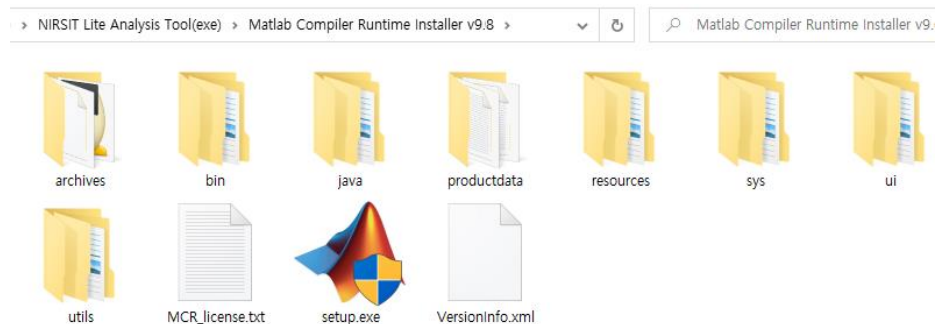 › NIRSIT Lite Analysis Tool(exe) › Matlab Compiler Runtime Installer v9.8 ›
Matlab Compiler Runtime Installer v9.
archives
bin
java
productdata
resources
sys
ui
utils
MCR_license.txt
setup.exe
VersionInfo.xml